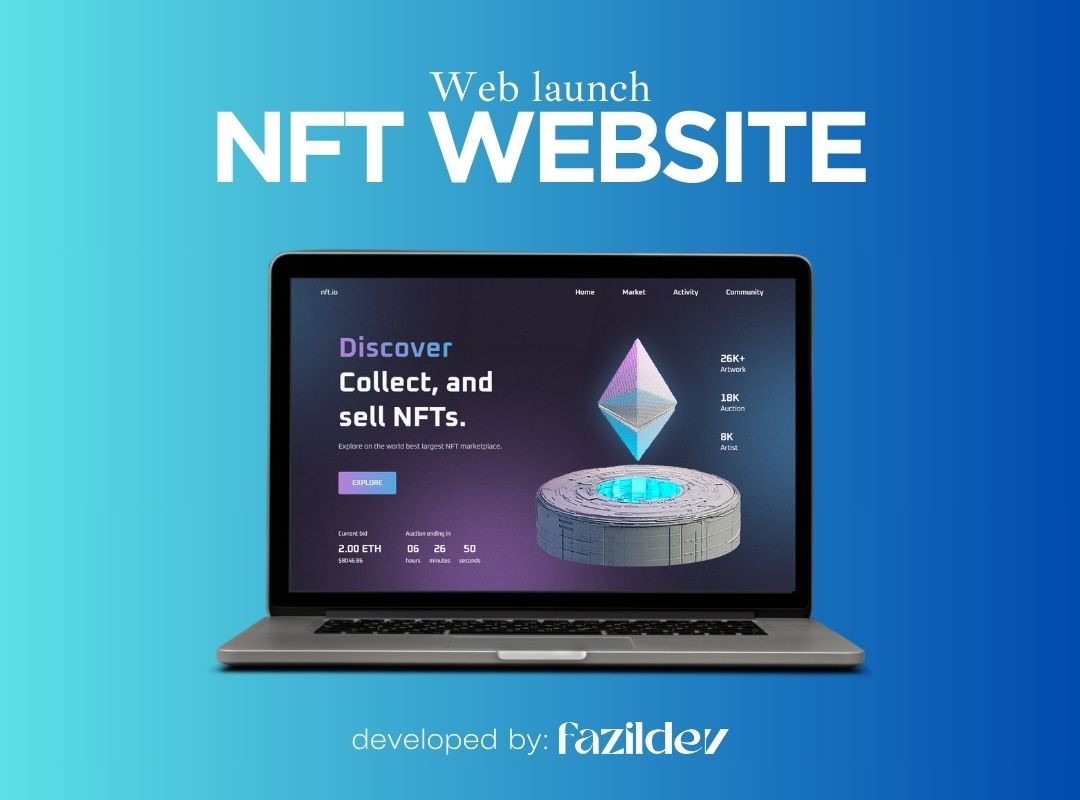 Web launch
NFT WEBSITE
nft.io
Home Market Activity Community
Discover
Collect, and
sell NFTs.
Explore on the world best largest NFT marketplace.
EXPLORE
26K+
Artwork
18K
Auction
8K
Artist
Current bid
2.00 ETH
$8046.86
Auction ending in
06 26 50
hours minutes seconds
developed by: fazildev